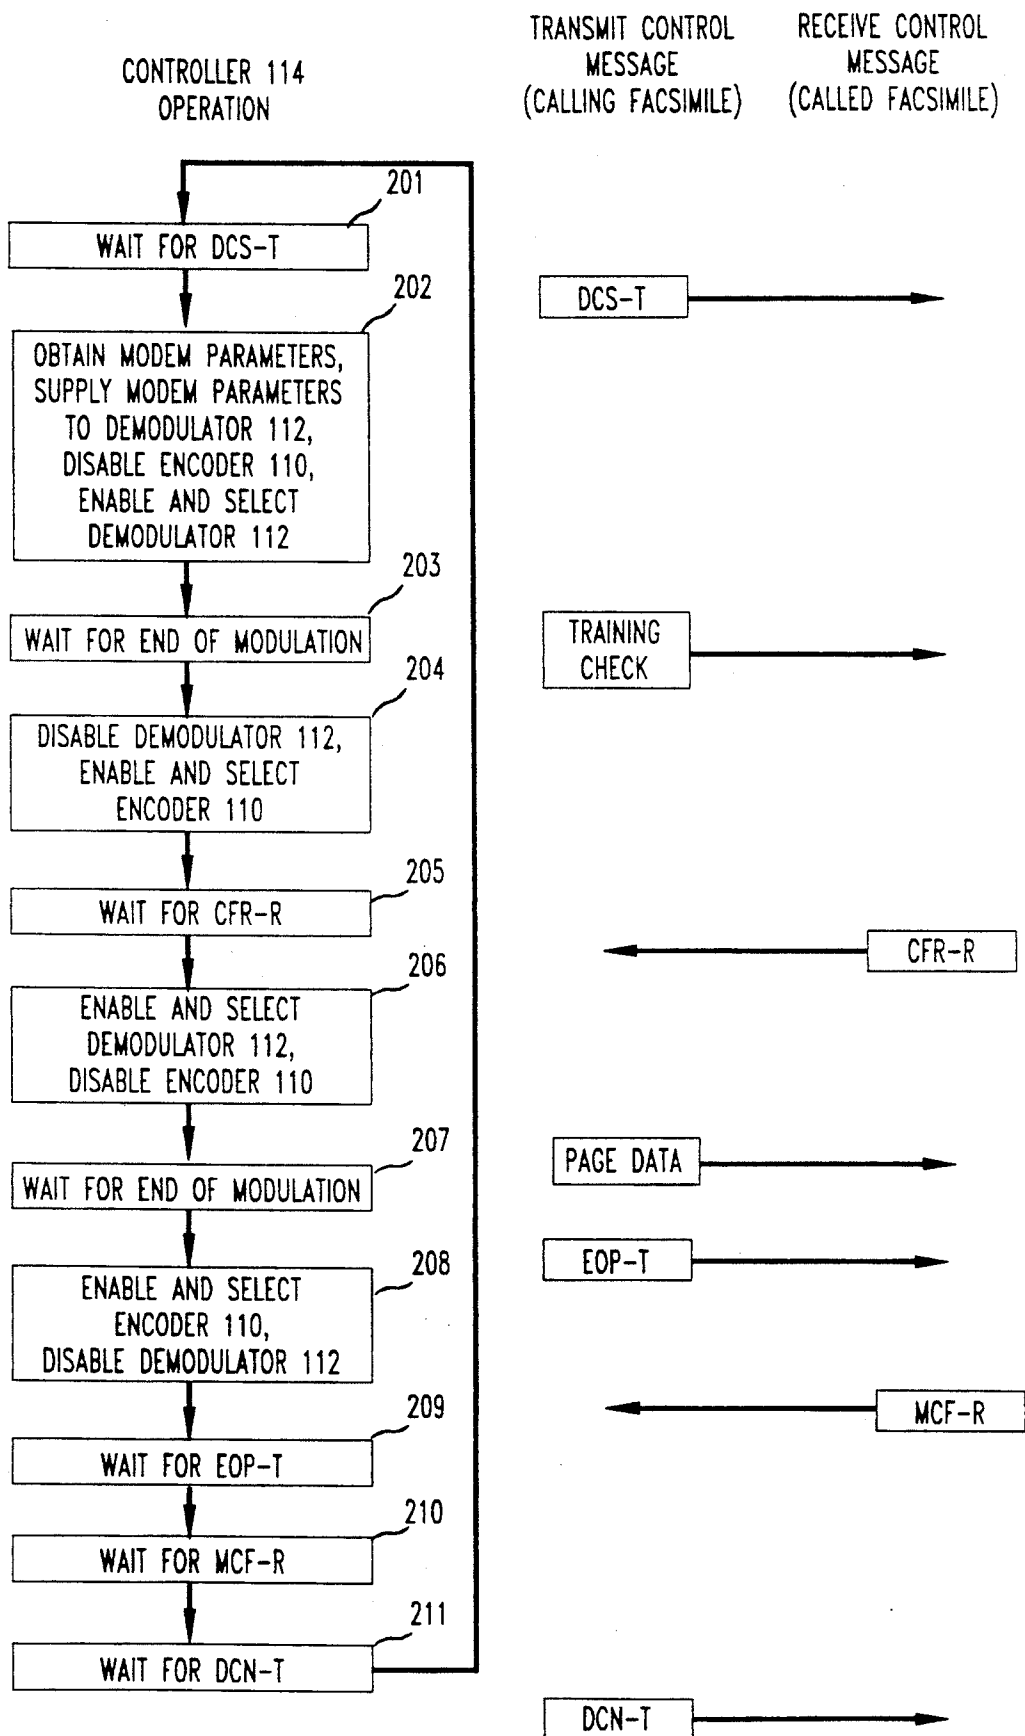 CONTROLLER 114
OPERATION
TRANSMIT CONTROL
MESSAGE
(CALLING FACSIMILE)
RECEIVE CONTROL
MESSAGE
(CALLED FACSIMILE)
201
WAIT FOR DCS-T
202
OBTAIN MODEM PARAMETERS,
SUPPLY MODEM PARAMETERS
TO DEMODULATOR 112,
DISABLE ENCODER 110,
ENABLE AND SELECT
DEMODULATOR 112
DCS-T
203
WAIT FOR END OF MODULATION
TRAINING
CHECK
204
DISABLE DEMODULATOR 112,
ENABLE AND SELECT
ENCODER 110
205
WAIT FOR CFR-R
CFR-R
206
ENABLE AND SELECT
DEMODULATOR 112,
DISABLE ENCODER 110
207
WAIT FOR END OF MODULATION
PAGE DATA
208
ENABLE AND SELECT
ENCODER 110,
DISABLE DEMODULATOR 112
EOP-T
209
WAIT FOR EOP-T
MCF-R
210
WAIT FOR MCF-R
211
WAIT FOR DCN-T
DCN-T